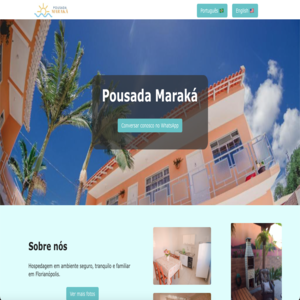 POUSADA
MARAKÁ
Português
English
Pousada Maraká
Conversar conosco no WhatsApp
Sobre nós
Hospedagem em ambiente seguro, tranquilo e familiar
em Florianópolis.
Ver mais fotos